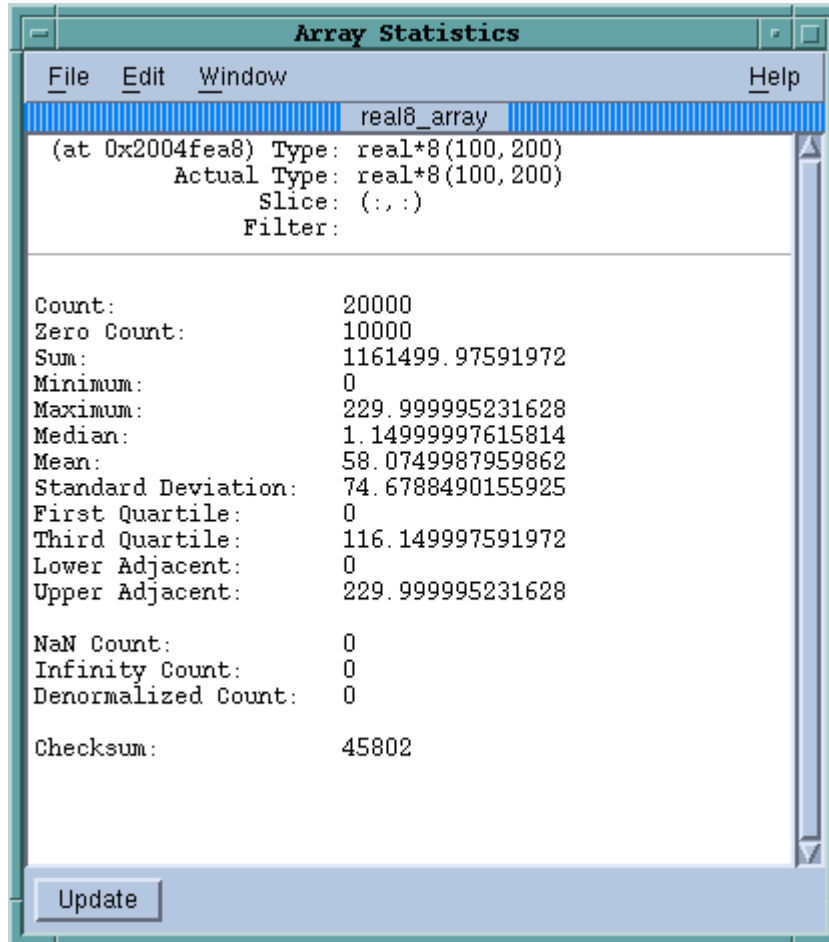 Array Statistics
File Edit Window Help
real8_array
(at 0x2004fea8) Type: real*8(100,200)
Actual Type: real*8(100,200)
Slice: (:,:)
Filter:
Count: 20000
Zero Count: 10000
Sum: 1161499.97591972
Minimum: 0
Maximum: 229.999995231628
Median: 1.14999997615814
Mean: 58.0749987959862
Standard Deviation: 74.6788490155925
First Quartile: 0
Third Quartile: 116.149997591972
Lower Adjacent: 0
Upper Adjacent: 229.999995231628
NaN Count: 0
Infinity Count: 0
Denormalized Count: 0
Checksum: 45802
Update